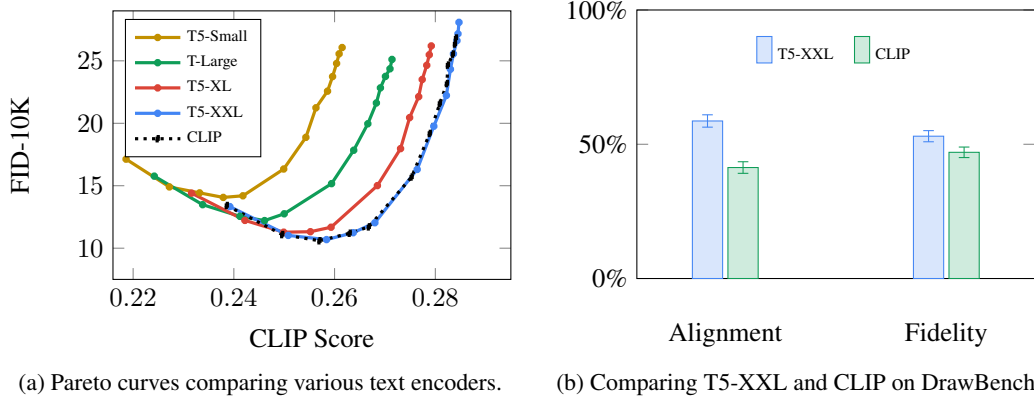 FID-10K
25
20
15
10
T5-Small
T-Large
T5-XL
T5-XXL
CLIP
0.22 0.24 0.26 0.28
CLIP Score
(a) Pareto curves comparing various text encoders.
100%
50%
0%
T5-XXL CLIP
Alignment Fidelity
(b) Comparing T5-XXL and CLIP on DrawBench